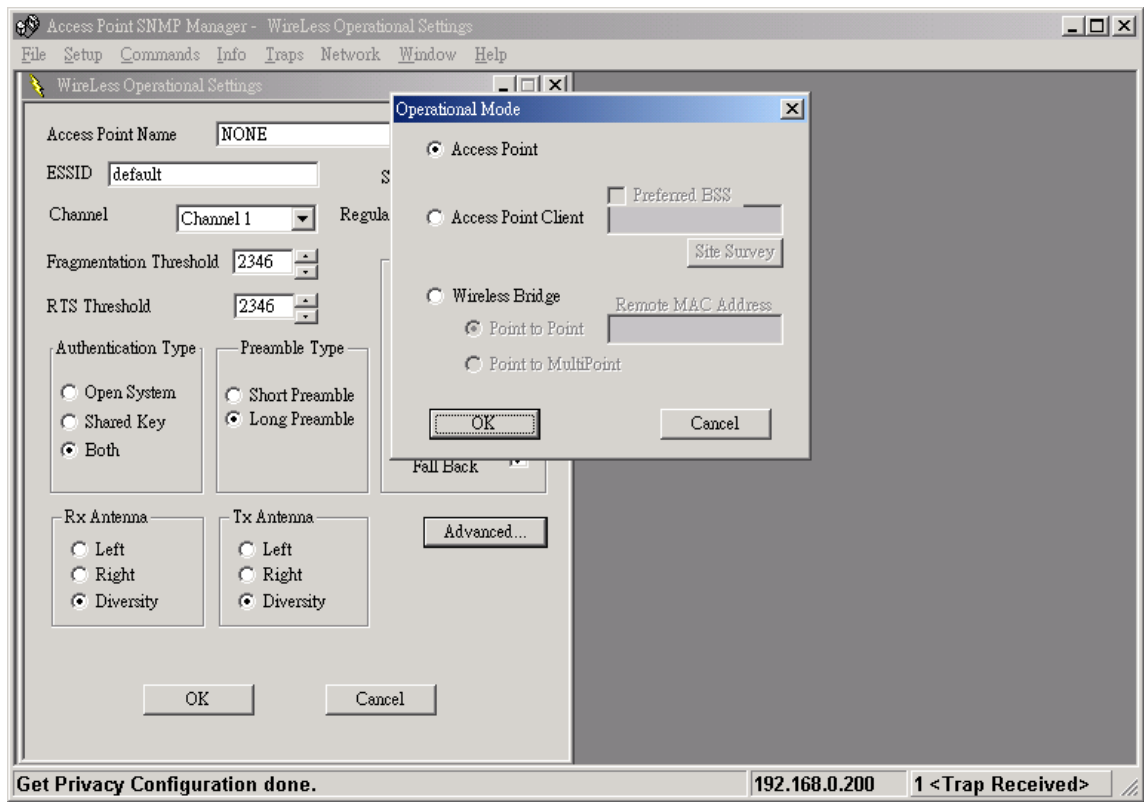 Access Point SNMP Manager - WireLess Operational Settings
File Setup Commands Info Traps Network Window Help
WireLess Operational Settings
Access Point Name NONE
ESSID default S
Channel Channel 1 Regula
Fragmentation Threshold 2346
RTS Threshold 2346
Authentication Type
Open System
Shared Key
Both
Preamble Type
Short Preamble
Long Preamble
Fall Back
Rx Antenna
Left
Right
Diversity
Tx Antenna
Left
Right
Diversity
Advanced...
OK Cancel
Operational Mode
Access Point
Access Point Client
Preferred BSS
Site Survey
Wireless Bridge
Remote MAC Address
Point to Point
Point to MultiPoint
OK Cancel
Get Privacy Configuration done. 192.168.0.200 1 <Trap Received>